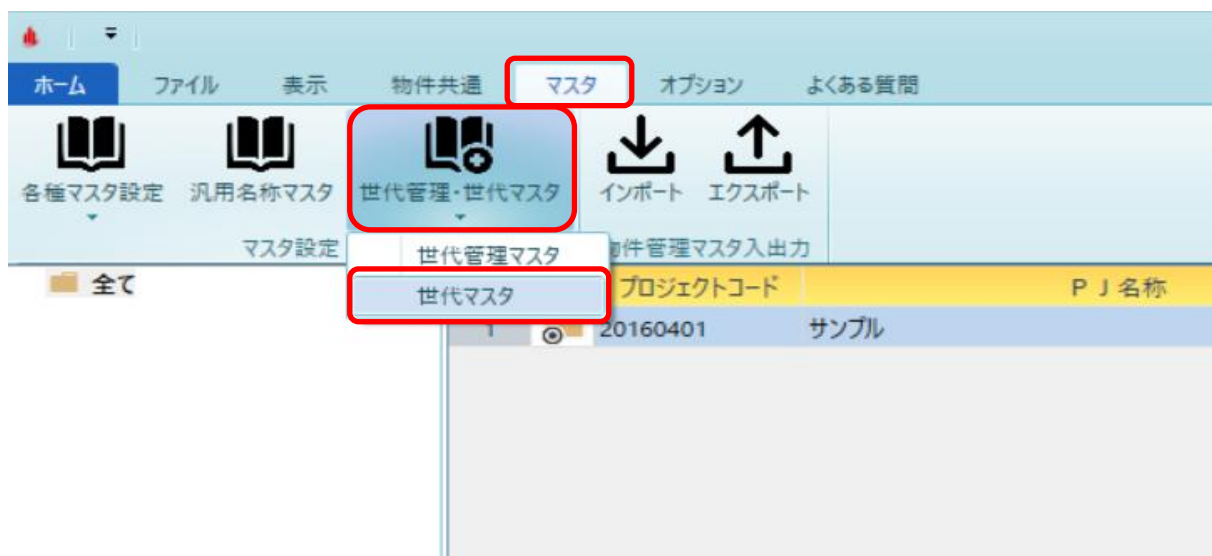 ホーム ファイル 表示 物件共通 マスタ オプション よくある質問
各種マスタ設定 汎用名称マスタ 世代管理・世代マスタ インポート エクスポート
マスタ設定 件管理マスタ入出力
世代管理マスタ
世代マスタ
全て
プロジェクトコード ＰＪ名称
1 20160401 サンプル